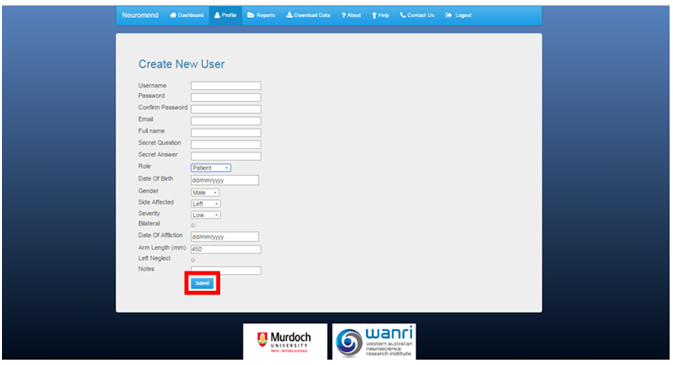 Neuromend Dashboard Profile Reports Download Data ? About Help Contact Us Logout
Create New User
Username
Password
Confirm Password
Email
Full name
Secret Question
Secret Answer
Role Patient
Date Of Birth dd/mm/yyyy
Gender Male
Side Affected Left
Severity Low
Bilateral
Date Of Affliction dd/mm/yyyy
Arm Length (mm) 450
Left Neglect
Notes
Submit
Murdoch
UNIVERSITY
wanri
western australian
neuroscience
research institute